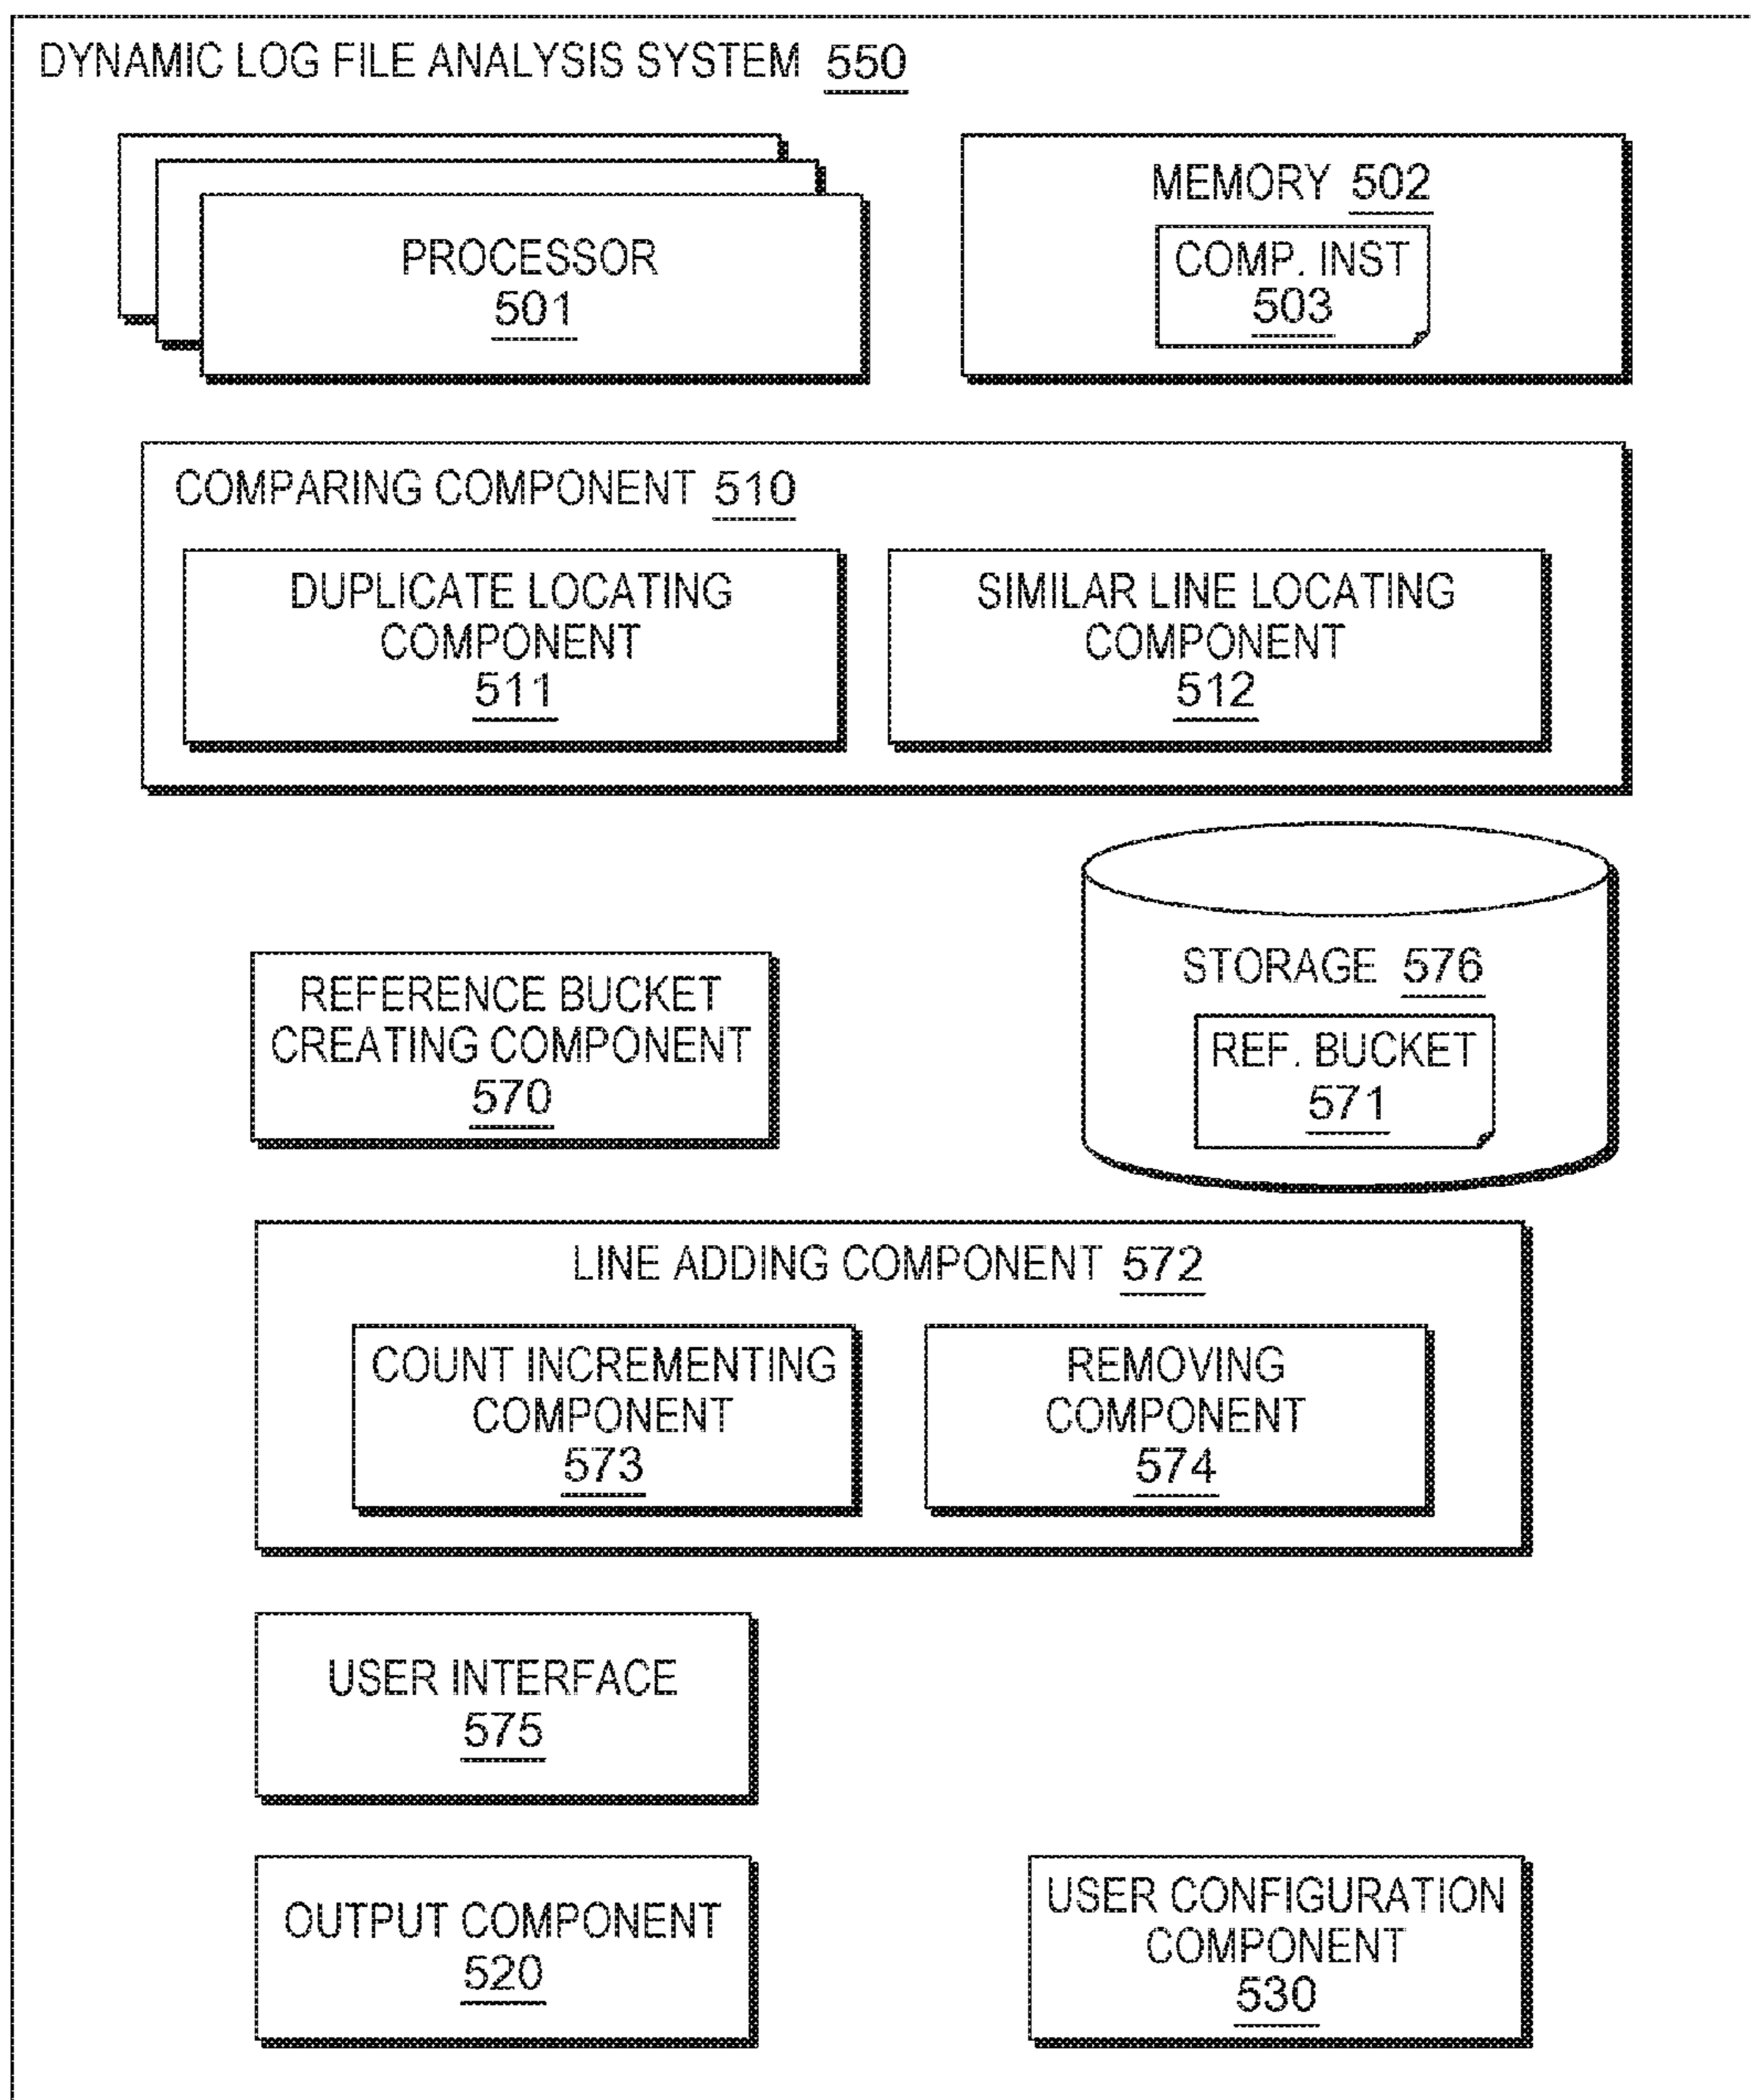 DYNAMIC LOG FILE ANALYSIS SYSTEM 550
PROCESSOR
501
MEMORY 502
COMP. INST
503
COMPARING COMPONENT 510
DUPLICATE LOCATING
COMPONENT
511
SIMILAR LINE LOCATING
COMPONENT
512
REFERENCE BUCKET
CREATING COMPONENT
570
STORAGE 576
REF. BUCKET
571
LINE ADDING COMPONENT 572
COUNT INCREMENTING
COMPONENT
573
REMOVING
COMPONENT
574
USER INTERFACE
575
OUTPUT COMPONENT
520
USER CONFIGURATION
COMPONENT
530